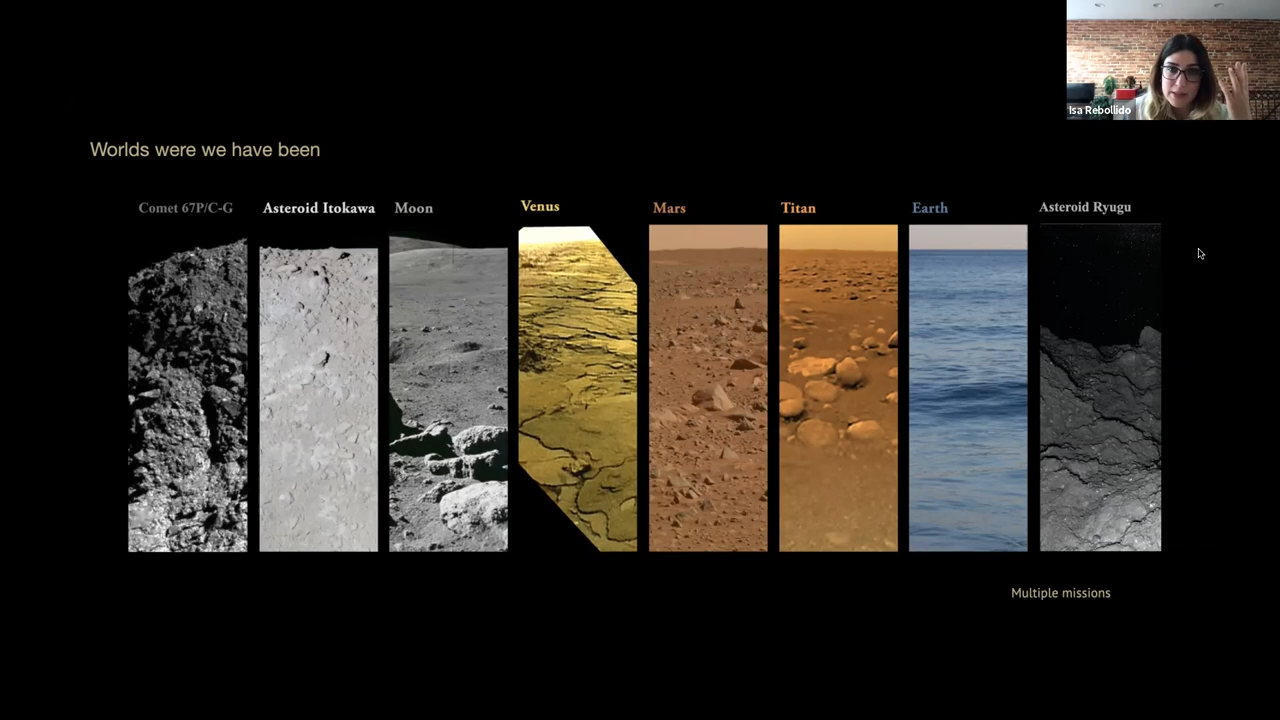 Isa Rebollido
Worlds were we have been
Comet 67P/C-G
Asteroid Itokawa
Moon
Venus
Mars
Titan
Earth
Asteroid Ryugu
Multiple missions